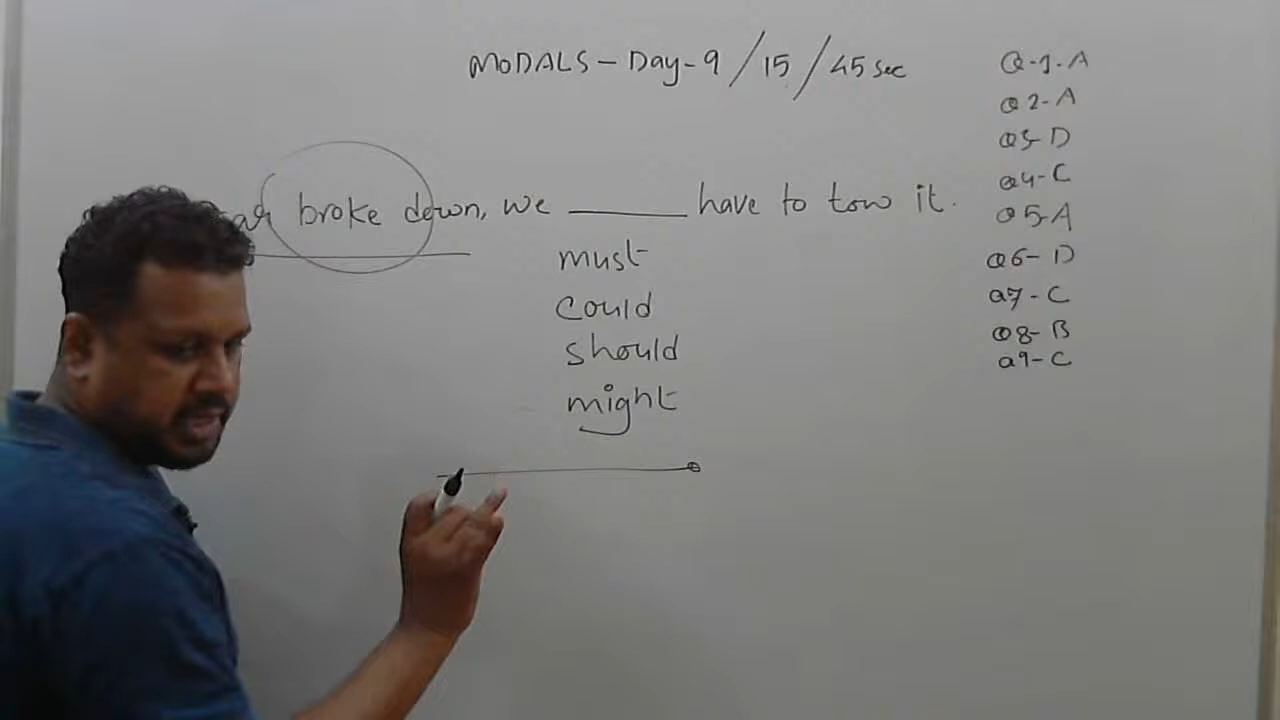 MODALS - Day - 9 / 15 / 45 sec
broke down, we ______ have to tow it.
must
could
should
might
Q-1-A
Q2-A
Q3-D
Q4-C
Q5-A
Q6-D
Q7-C
Q8-B
Q9-C